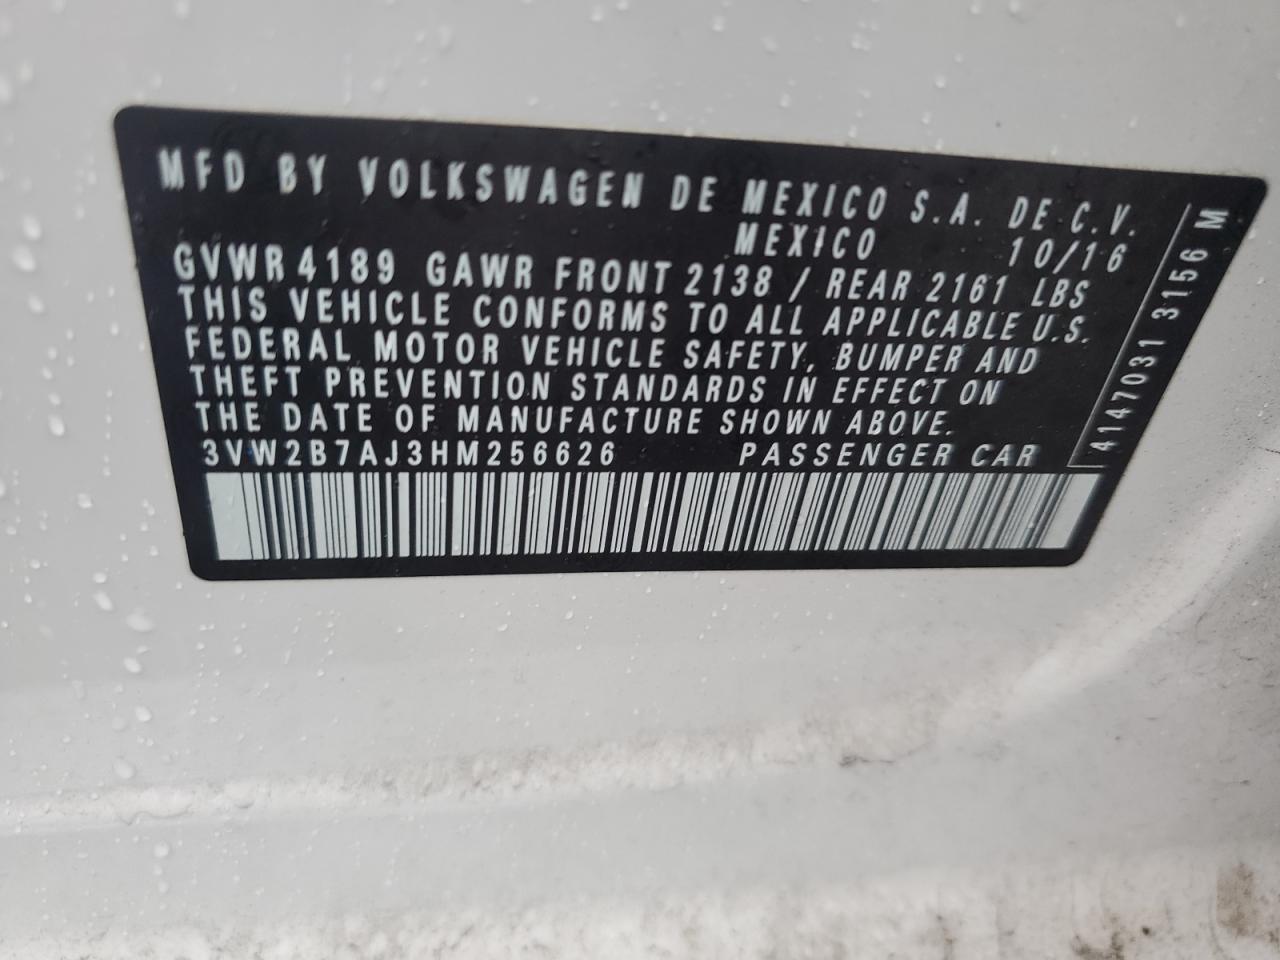 MFD BY VOLKSWAGEN DE MEXICO S.A. DE C.V.
MEXICO 10/16
GVWR 4189 GAWR FRONT 2138 / REAR 2161 LBS
THIS VEHICLE CONFORMS TO ALL APPLICABLE U.S.
FEDERAL MOTOR VEHICLE SAFETY, BUMPER AND
THEFT PREVENTION STANDARDS IN EFFECT ON
THE DATE OF MANUFACTURE SHOWN ABOVE.
3VW2B7AJ3HM256626 PASSENGER CAR
4147031 3156 M